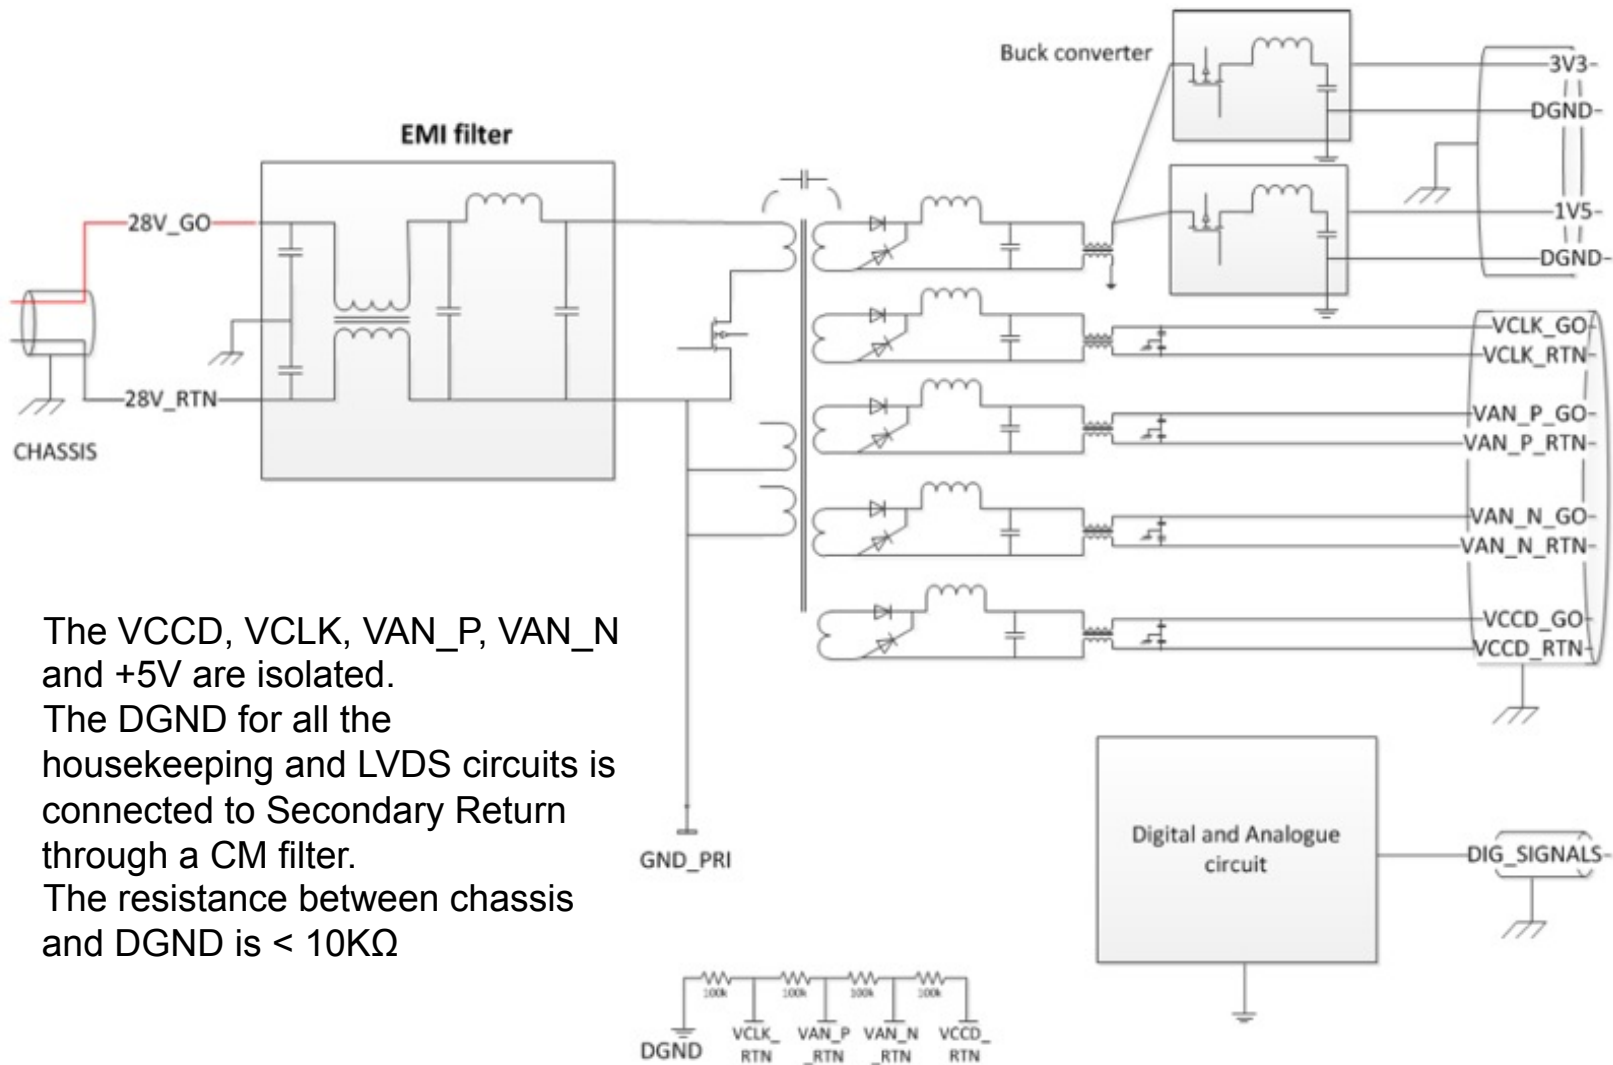 Buck converter
3V3
DGND
EMI filter
28V_GO
1V5
DGND
VCLK_GO
VCLK_RTN
28V_RTN
VAN_P_GO
VAN_P_RTN
CHASSIS
VAN_N_GO
VAN_N_RTN
VCCD_GO
VCCD_RTN
The VCCD, VCLK, VAN_P, VAN_N
and +5V are isolated.
The DGND for all the
housekeeping and LVDS circuits is
connected to Secondary Return
through a CM filter.
The resistance between chassis
and DGND is < 10KΩ
GND_PRI
Digital and Analogue
circuit
DIG_SIGNALS
100k 100k 100k 100k
DGND
VCLK_
RTN
VAN_P
_RTN
VAN_N
_RTN
VCCD_
RTN